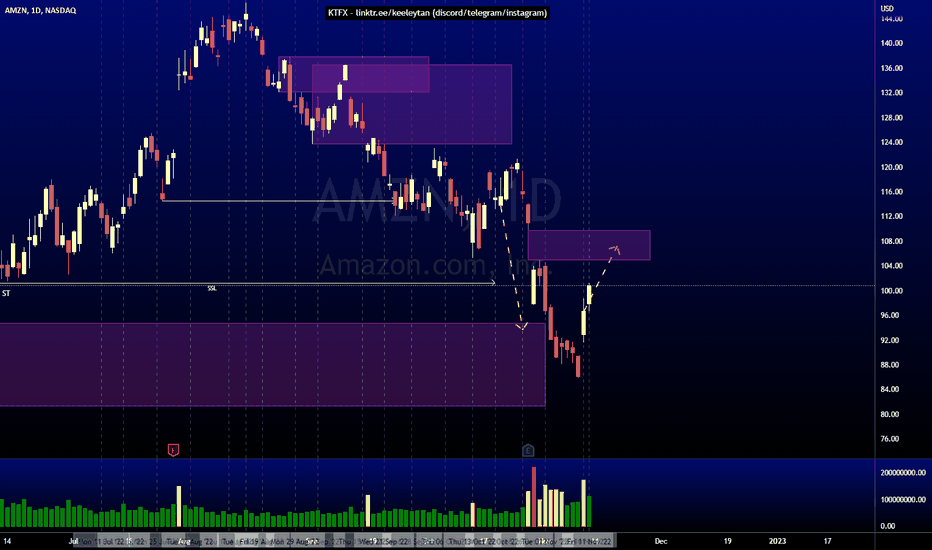 AMZN, 1D, NASDAQ
KTFX - linktr.ee/keeleytan (discord/telegram/instagram)
USD
144.00
140.00
136.00
132.00
128.00
124.00
120.00
116.00
112.00
108.00
104.00
100.00
96.00
92.00
88.00
84.00
80.00
76.00
AMZN, 1D
Amazon.com, Inc.
ST
SSL
E
E
200000000.00
100000000.00
0.00
14
Jul
Aug
Dec
19
2023
17